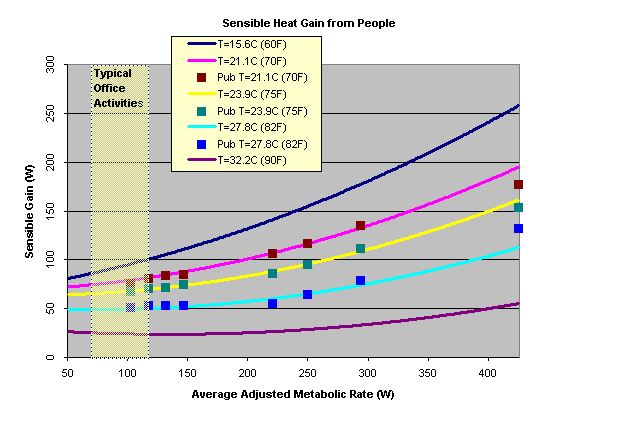 Sensible Heat Gain from People
T=15.6C (60F)
T=21.1C (70F)
Pub T=21.1C (70F)
T=23.9C (75F)
Pub T=23.9C (75F)
T=27.8C (82F)
Pub T=27.8C (82F)
T=32.2C (90F)
Typical
Office
Activities
Sensible Gain (W)
300
250
200
150
100
50
0
50 100 150 200 250 300 350 400
Average Adjusted Metabolic Rate (W)